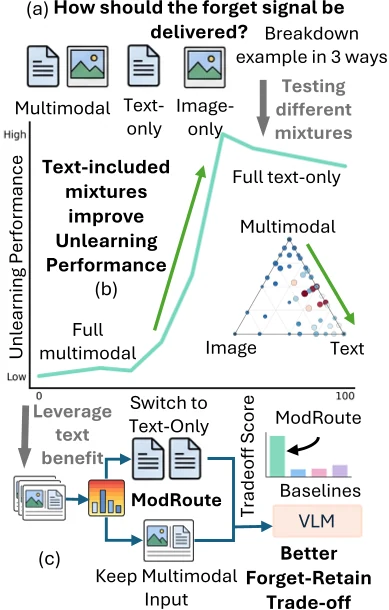 (a) How should the forget signal be
delivered?
Breakdown
example in 3 ways
Multimodal
Text-
only
Image-
only
Testing
different
mixtures
High
Unlearning Performance
Low
Text-included
mixtures
improve
Unlearning
Performance
(b)
Full text-only
Full
multimodal
Multimodal
Image
Text
0
100
Leverage
text
benefit
Switch to
Text-Only
ModRoute
Keep Multimodal
Input
(c)
Tradeoff Score
ModRoute
Baselines
VLM
Better
Forget-Retain
Trade-off